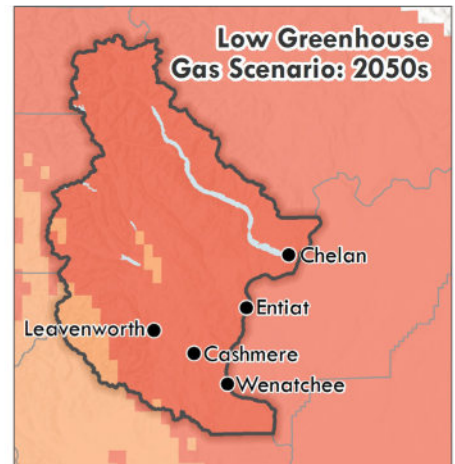 Low Greenhouse
Gas Scenario: 2050s
Chelan
Entiat
Leavenworth
Cashmere
Wenatchee